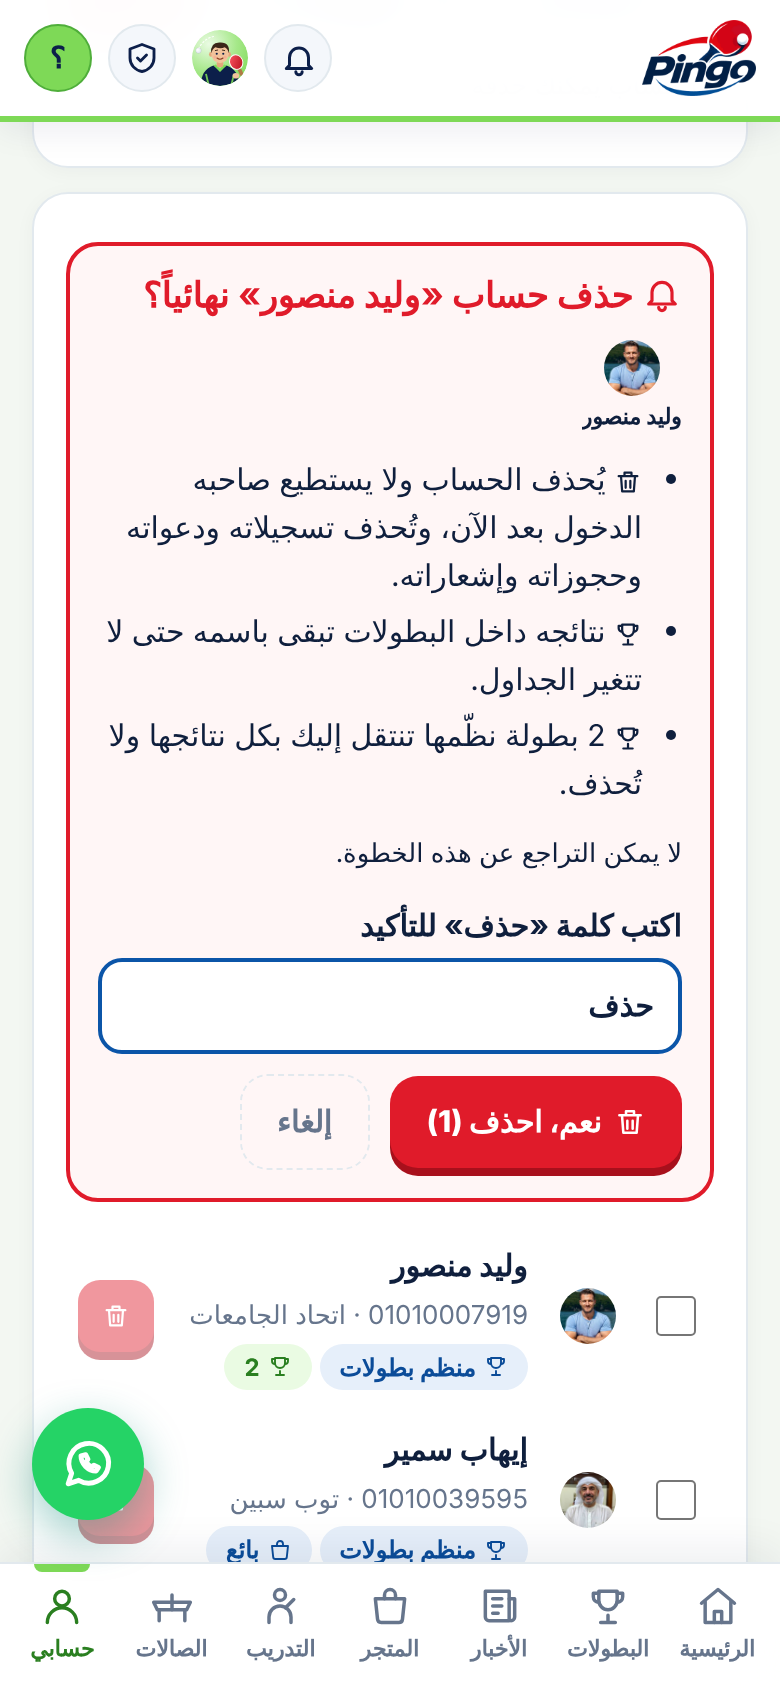 ؟
Pingo
حذف حساب «وليد منصور» نهائياً؟
وليد منصور
• يُحذف الحساب ولا يستطيع صاحبه
الدخول بعد الآن، وتُحذف تسجيلاته ودعواته
وحجوزاته وإشعاراته.
• نتائجه داخل البطولات تبقى باسمه حتى لا
تتغير الجداول.
• 2 بطولة نظّمها تنتقل إليك بكل نتائجها ولا
تُحذف.
لا يمكن التراجع عن هذه الخطوة.
اكتب كلمة «حذف» للتأكيد
حذف
نعم، احذف (1)
إلغاء
وليد منصور
01010007919 · اتحاد الجامعات
منظم بطولات
2
إيهاب سمير
01010039595 · توب سبين
منظم بطولات
بائع
الرئيسية
البطولات
الأخبار
المتجر
التدريب
الصالات
حسابي